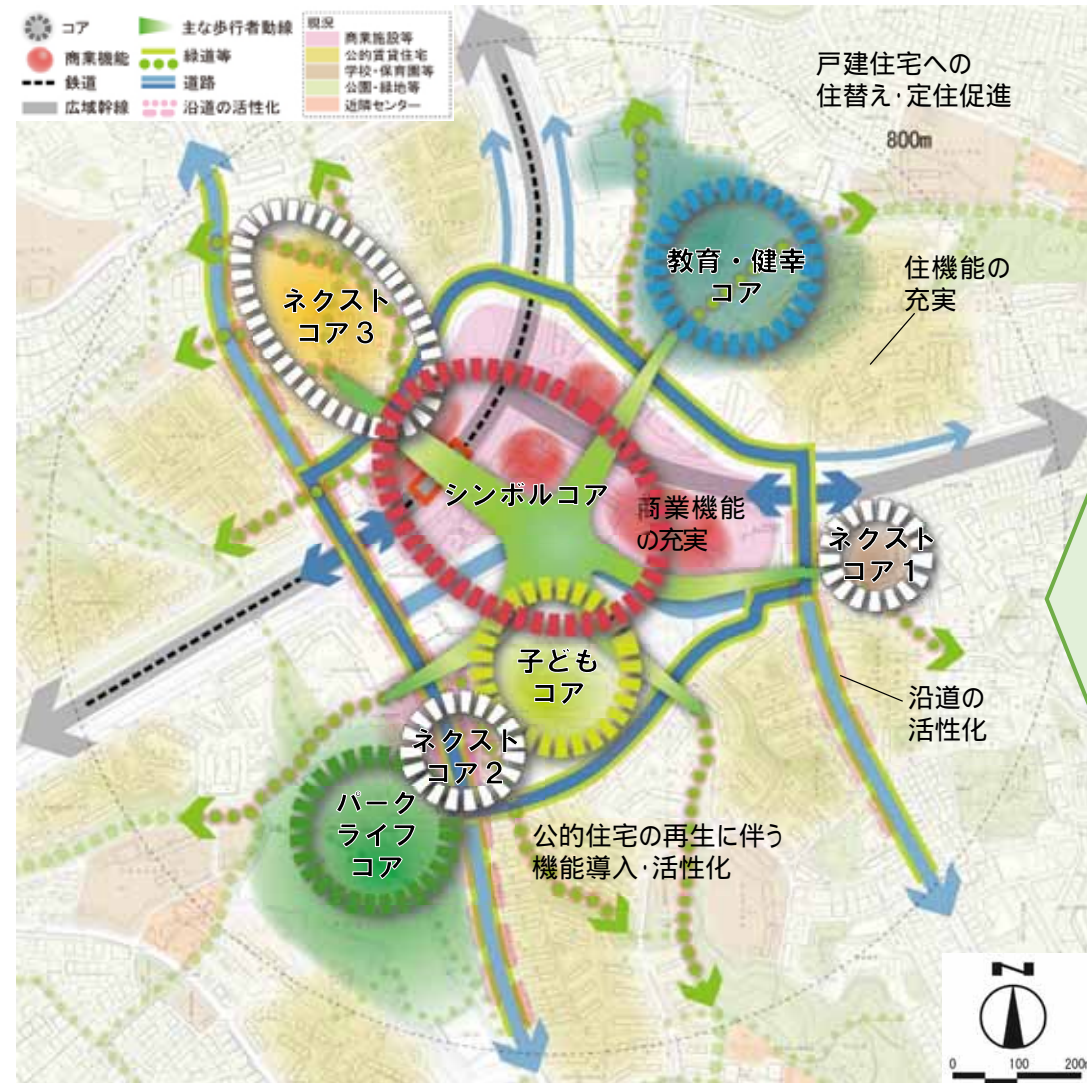 コア
商業機能
鉄道
広域幹線
主な歩行者動線
緑道等
道路
沿道の活性化
現況
商業施設等
公的賃貸住宅
学校・保育園等
公園・緑地等
近隣センター
戸建住宅への
住替え・定住促進
800m
教育・健幸
コア
住機能の
充実
ネクスト
コア3
シンボルコア
商業機能
の充実
ネクスト
コア1
子ども
コア
沿道の
活性化
ネクスト
コア2
パーク
ライフ
コア
公的住宅の再生に伴う
機能導入・活性化
N
0 100 200